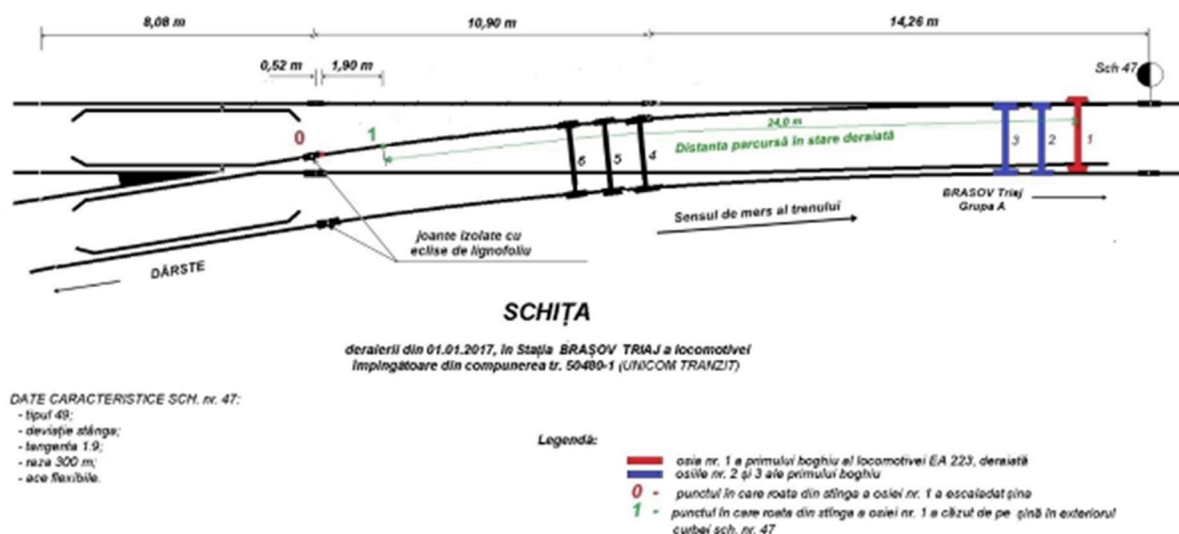 8,08 m
10,90 m
14,26 m
0,52 m
1,90 m
Sch 47
0
1
24,0 m
Distanta parcursă în stare deraiată
6
5
4
3
2
1
BRASOV Triaj
Grupa A
Sensul de mers al trenului
joante izolate cu
eclise de lignofoliu
DÂRSTE
SCHIȚA
deraierii din 01.01.2017, în Stația BRAȘOV TRIAJ a locomotivei
împingătoare din compunerea tr. 50480-1 (UNICOM TRANZIT)
DATE CARACTERISTICE SCH. nr. 47:
- tipul 49;
- deviație stânga;
- tangenta 1.9;
- raza 300 m;
- ace flexibile.
Legendă:
osia nr. 1 a primului boghiu al locomotivei EA 223, deraiată
osiile nr. 2 și 3 ale primului boghiu
0 - punctul în care roata din stînga a osiei nr. 1 a escaladat șina
1 - punctul în care roata din stînga a osiei nr. 1 a căzut de pe șină în exteriorul
curbei sch. nr. 47